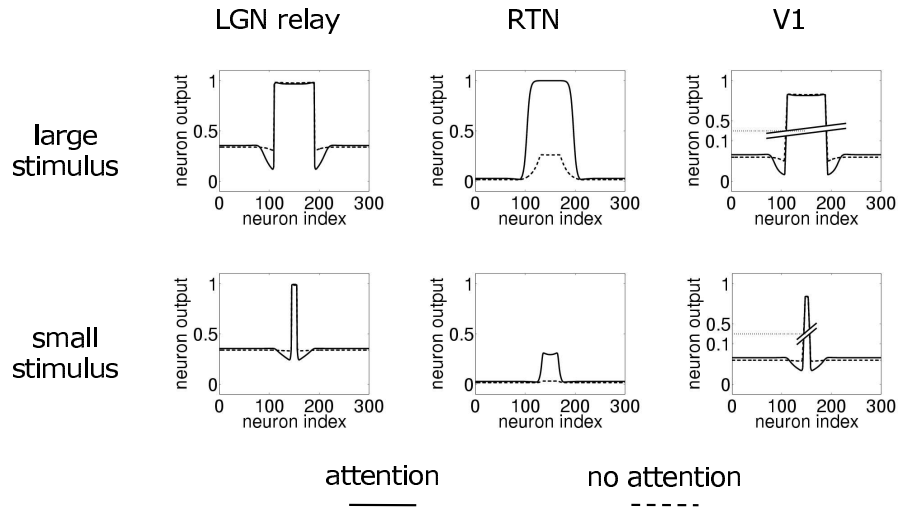 LGN relay RTN V1
large
stimulus
neuron output
1
0.5
0
0 100 200 300
neuron index
neuron output
1
0.5
0
0 100 200 300
neuron index
neuron output
1
0.5
0.1
0
0 100 200 300
neuron index
small
stimulus
neuron output
1
0.5
0
0 100 200 300
neuron index
neuron output
1
0.5
0
0 100 200 300
neuron index
neuron output
1
0.5
0.1
0
0 100 200 300
neuron index
attention no attention